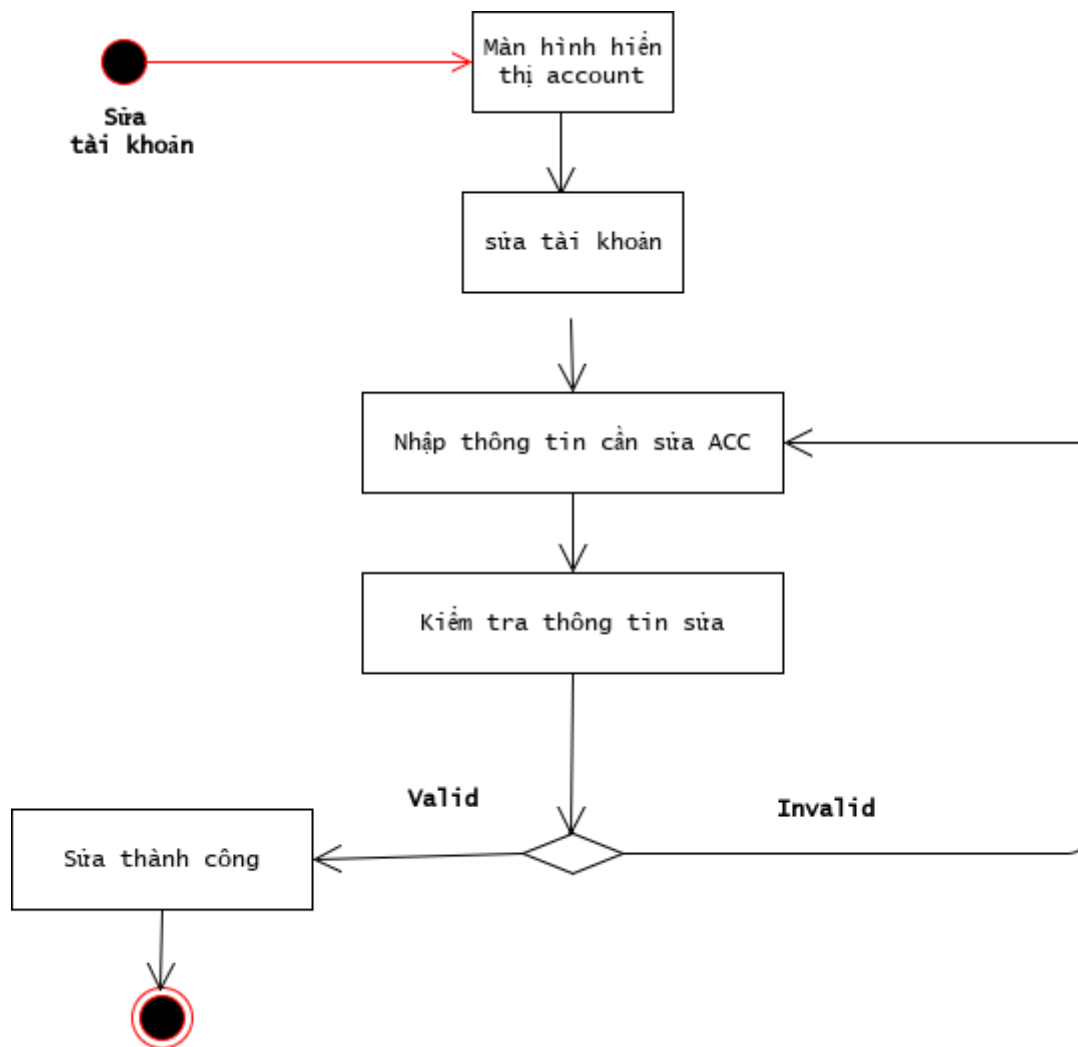 Màn hình hiển
thị account
Sửa
tài khoản
sửa tài khoản
Nhập thông tin cần sửa ACC
Kiểm tra thông tin sửa
Valid
Invalid
Sửa thành công